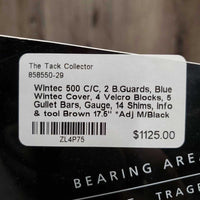 The Tack Collector
858550-29
Wintec 500 C/C, 2 B.Guards, Blue
Wintec Cover, 4 Velcro Blocks, 5
Gullet Bars, Gauge, 14 Shims, info
& tool Brown 17.5" *Adj M/Black
ZL4P75
$1125.00
BEARING AREA